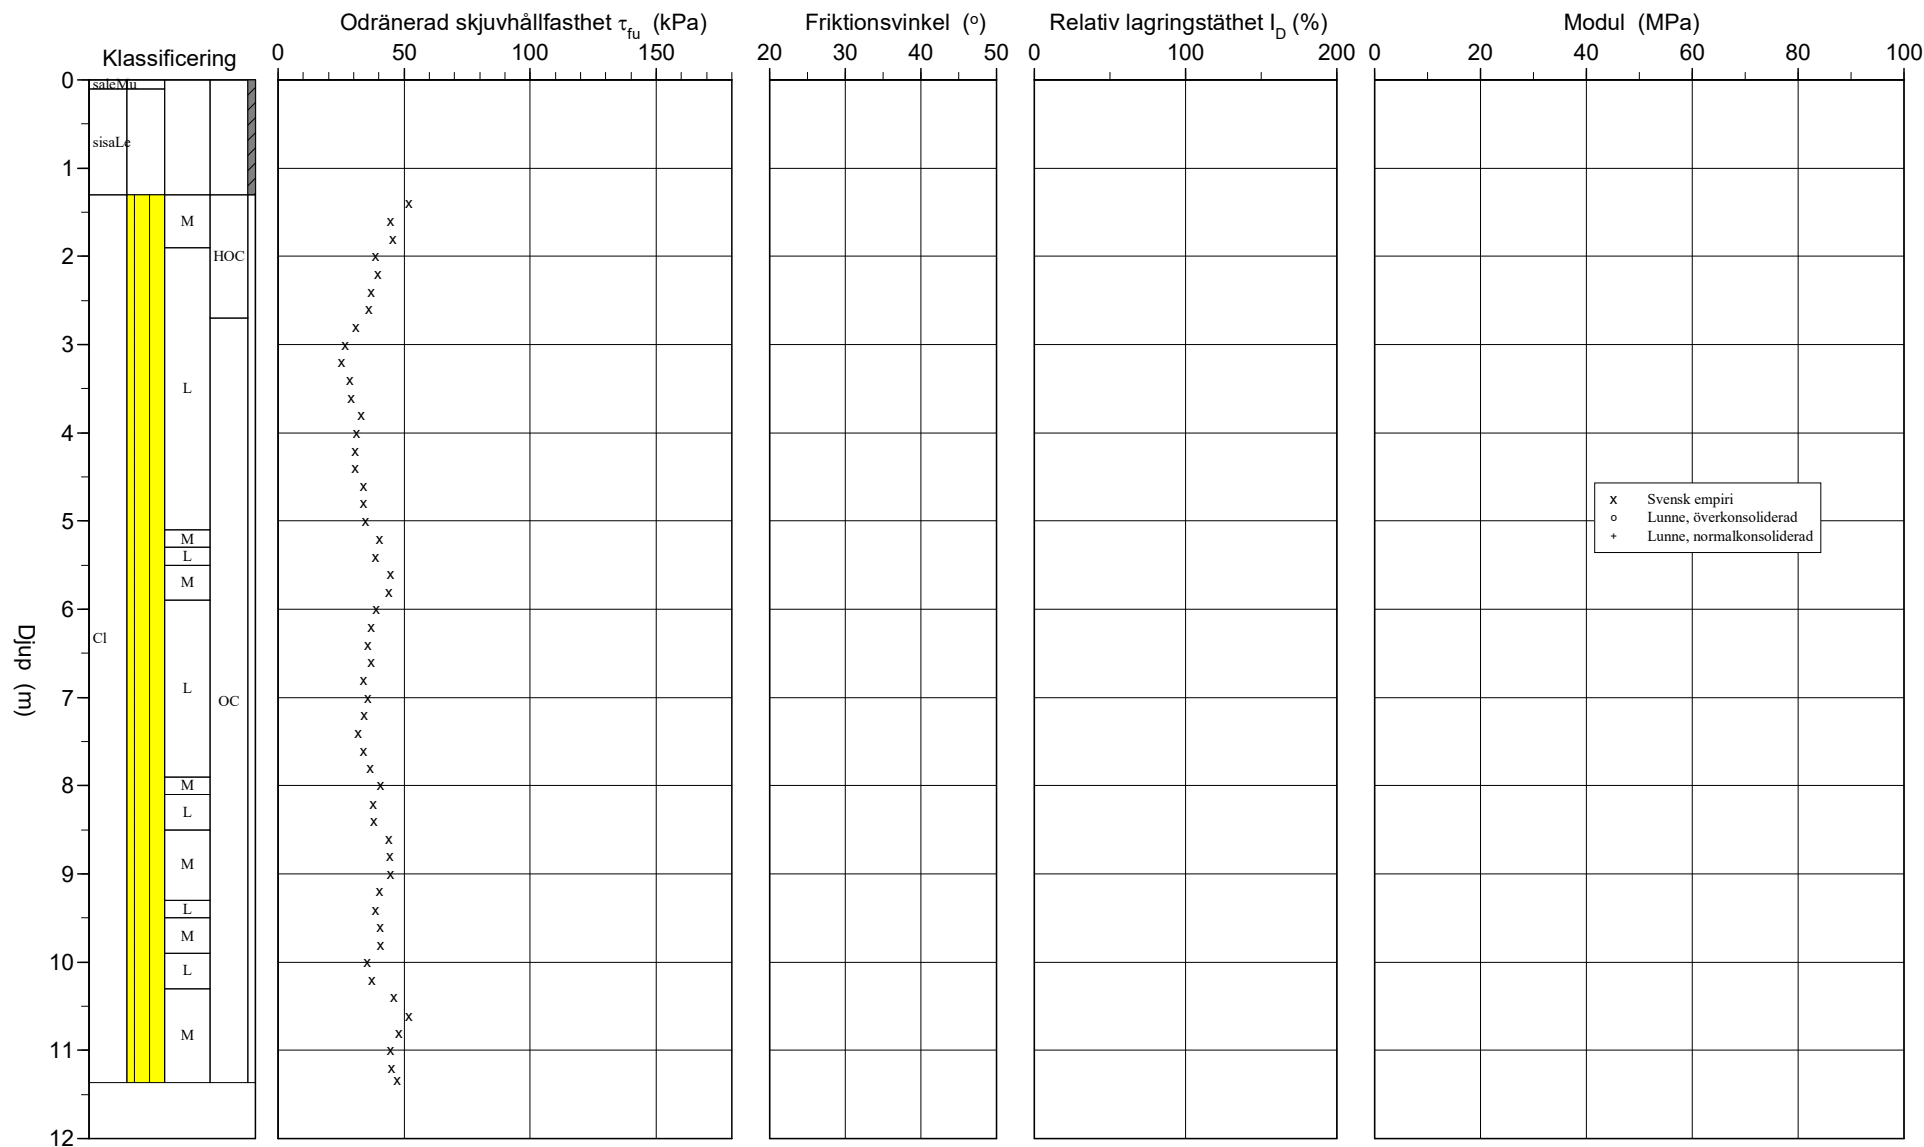 Odränerad skjuvhållfasthet τfu (kPa)
Friktionsvinkel (º)
Relativ lagringstäthet ID (%)
Modul (MPa)
Klassificering
0 50 100 150
20 30 40 50
0 100 200
0 20 40 60 80 100
0
saleMu
sisaLe
1
M
2
HOC
3
L
4
Svensk empiri
Lunne, överkonsoliderad
Lunne, normalkonsoliderad
5
M
L
M
6
Cl
Djup (m)
L
7
OC
8
M
L
M
9
L
M
10
L
M
11
12